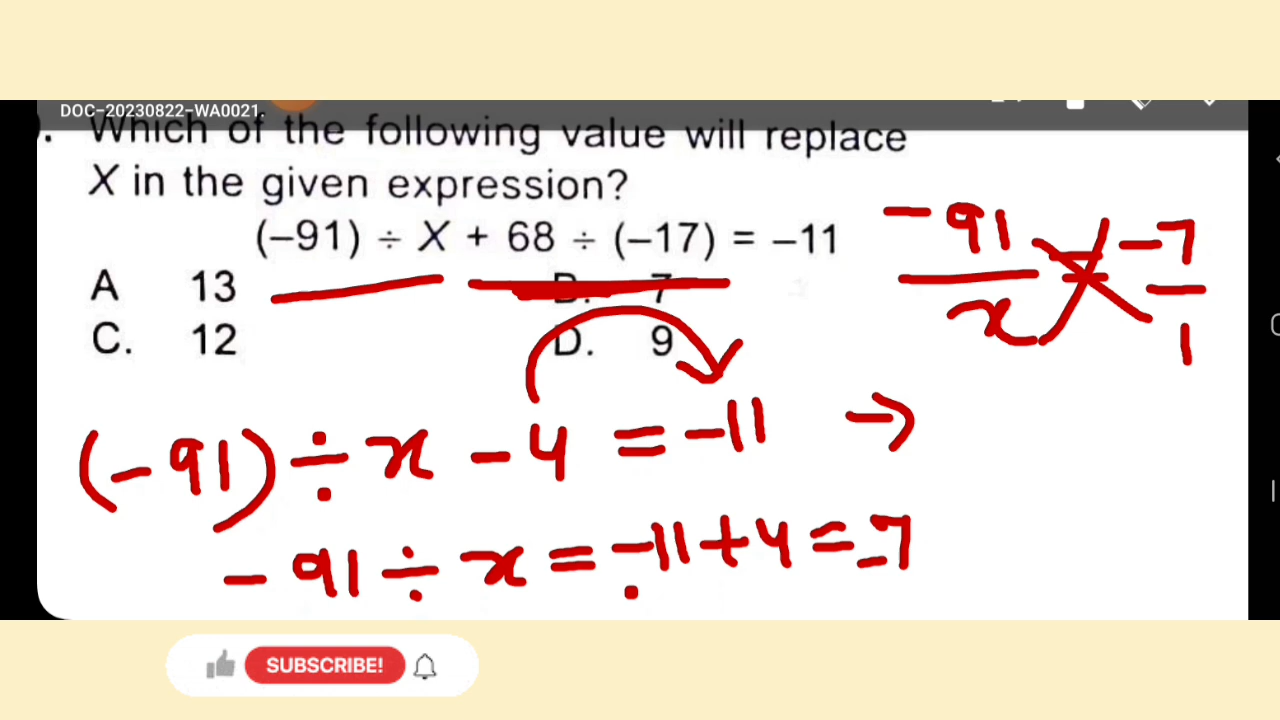 DOC-20230822-WA0021.
. Which of the following value will replace
X in the given expression?
(–91) ÷ X + 68 ÷ (–17) = –11
A 13 B. 7
C. 12 D. 9
-91/x = -7/1
(-91) ÷ x - 4 = -11 →
-91 ÷ x = -11 + 4 = -7
SUBSCRIBE!